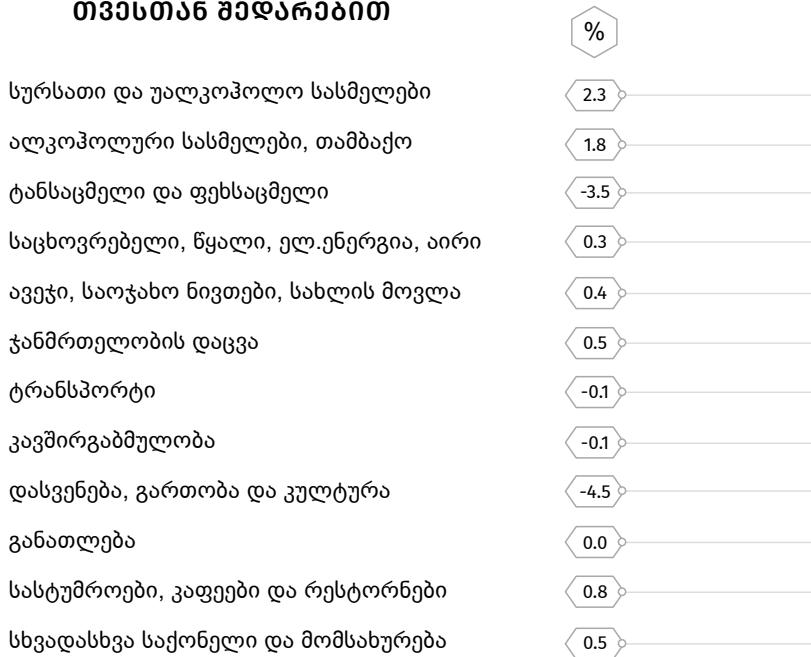 თვესთან შედარებით
%
სურსათი და უალკოჰოლო სასმელები 2.3
ალკოჰოლური სასმელები, თამბაქო 1.8
ტანსაცმელი და ფეხსაცმელი -3.5
საცხოვრებელი, წყალი, ელ.ენერგია, აირი 0.3
ავეჯი, საოჯახო ნივთები, სახლის მოვლა 0.4
ჯანმრთელობის დაცვა 0.5
ტრანსპორტი -0.1
კავშირგაბმულობა -0.1
დასვენება, გართობა და კულტურა -4.5
განათლება 0.0
სასტუმროები, კაფეები და რესტორნები 0.8
სხვადასხვა საქონელი და მომსახურება 0.5